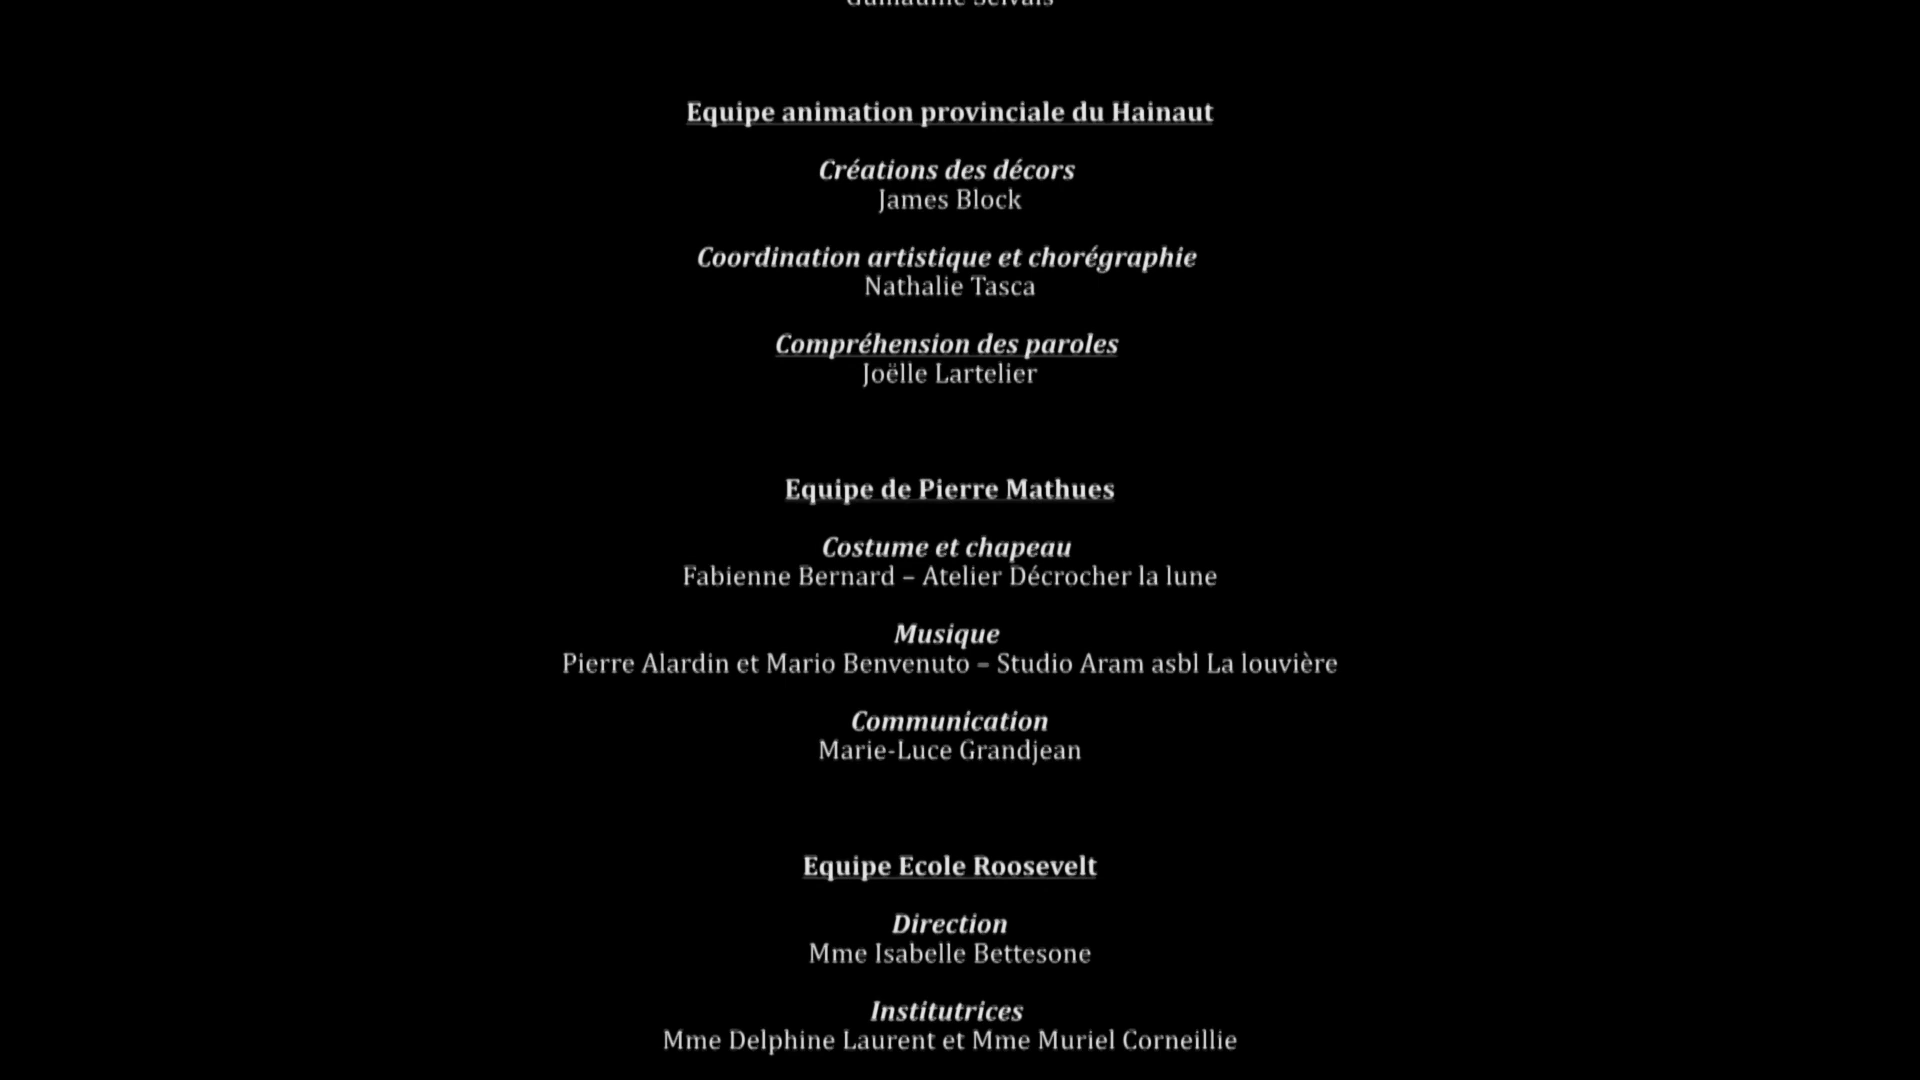 Equipe animation provinciale du Hainaut
Créations des décors
James Block
Coordination artistique et chorégraphie
Nathalie Tasca
Compréhension des paroles
Joëlle Lartelier
Equipe de Pierre Mathues
Costume et chapeau
Fabienne Bernard – Atelier Décrocher la lune
Musique
Pierre Alardin et Mario Benvenuto – Studio Aram asbl La louvière
Communication
Marie-Luce Grandjean
Equipe Ecole Roosevelt
Direction
Mme Isabelle Bettesone
Institutrices
Mme Delphine Laurent et Mme Muriel Corneillie